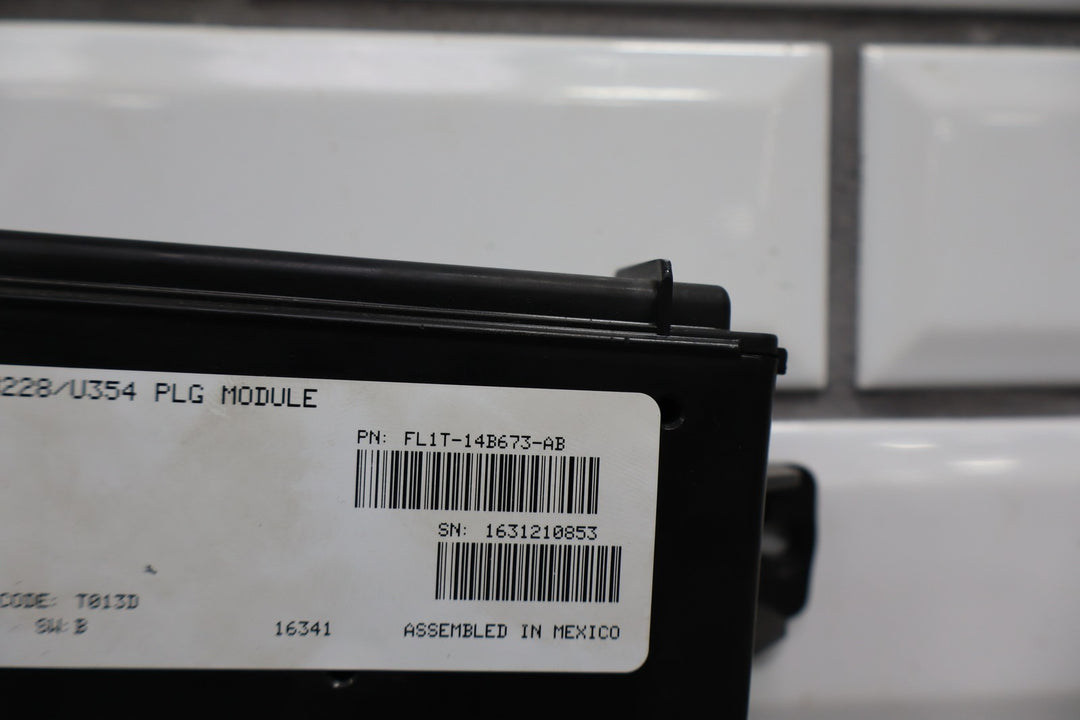 228/U354 PLG MODULE
PN: FL1T-14B673-AB
SN: 1631210853
CODE: T013D
SW:B
16341
ASSEMBLED IN MEXICO